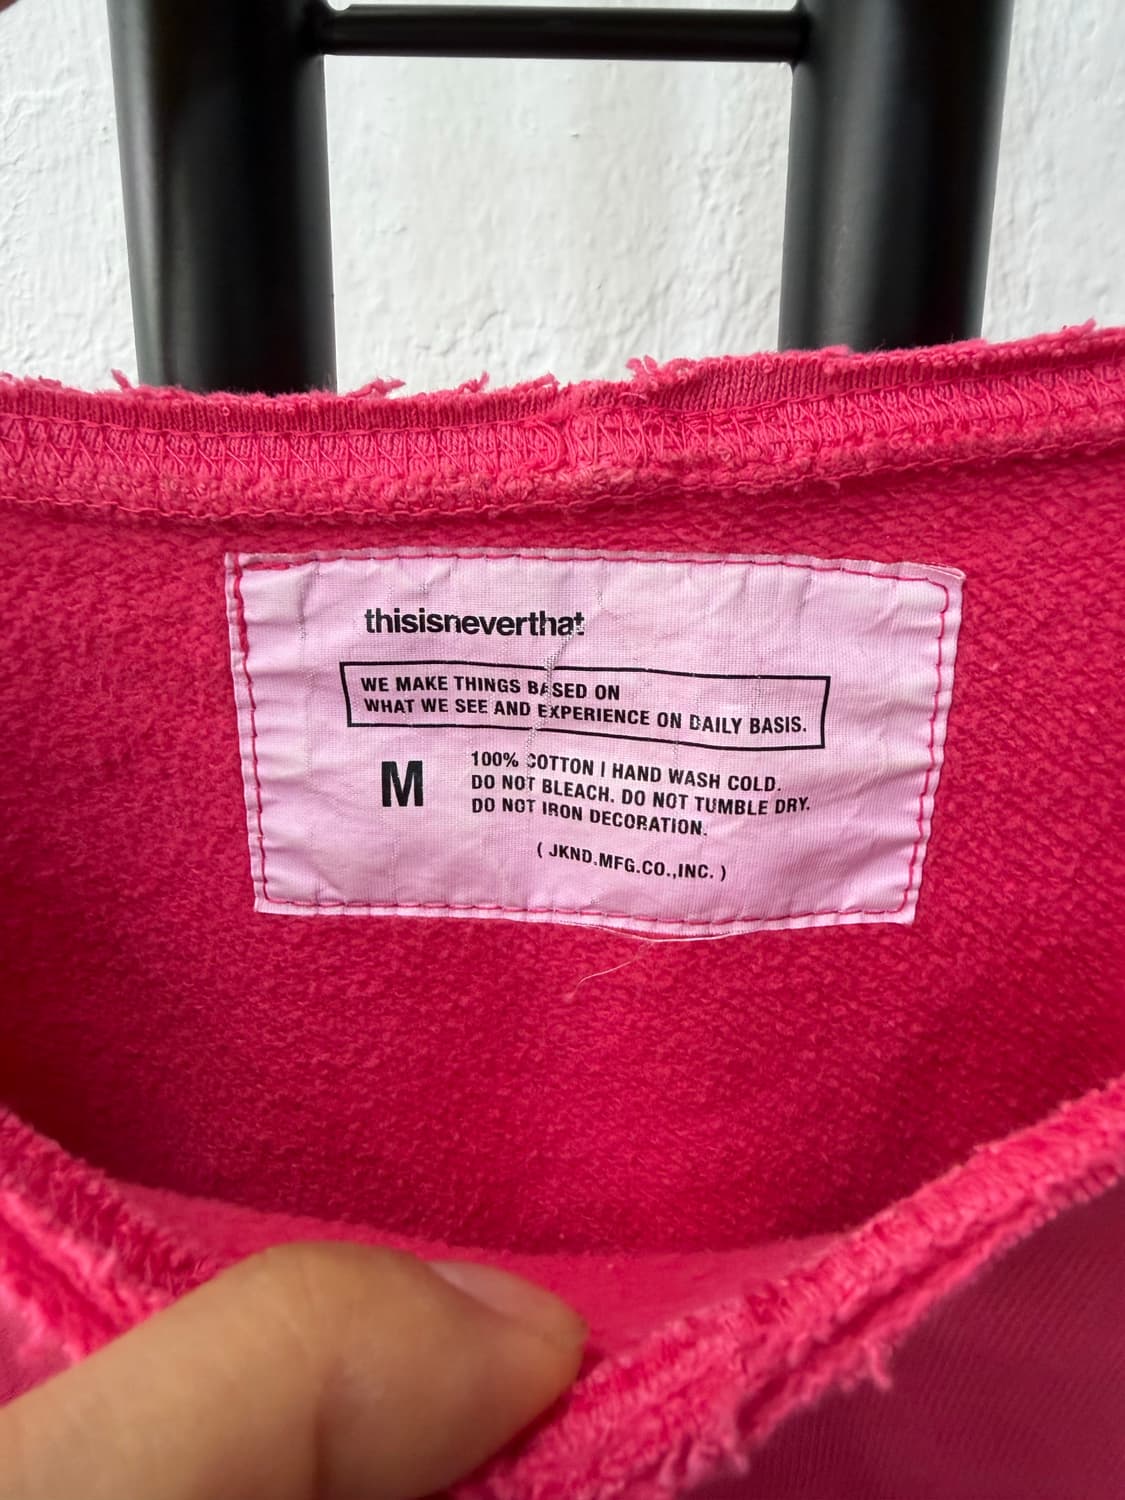 thisisneverthat
WE MAKE THINGS BASED ON
WHAT WE SEE AND EXPERIENCE ON DAILY BASIS.
M
100% COTTON I HAND WASH COLD.
DO NOT BLEACH. DO NOT TUMBLE DRY.
DO NOT IRON DECORATION.
( JKND.MFG.CO.,INC. )